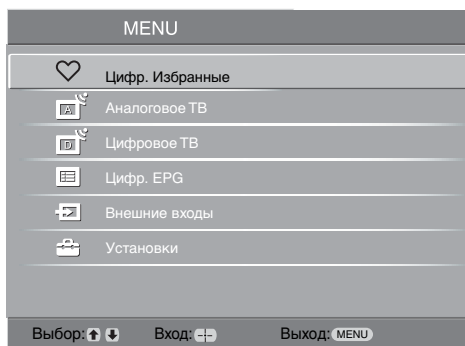 MENU
Цифр. Избранные
A Аналоговое ТВ
D Цифровое ТВ
Цифр. EPG
Внешние входы
Установки
Выбор: Вход: Выход: MENU